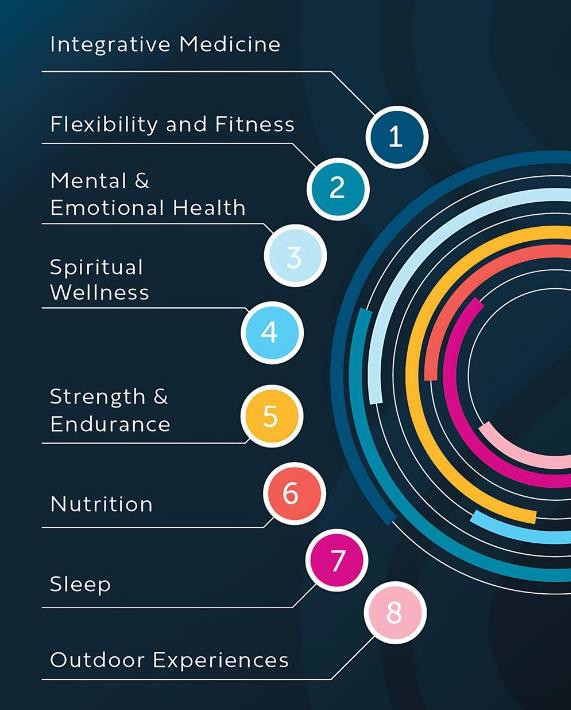 Integrative Medicine
1
Flexibility and Fitness
2
Mental &
Emotional Health
3
Spiritual
Wellness
4
Strength &
Endurance
5
Nutrition
6
Sleep
7
Outdoor Experiences
8